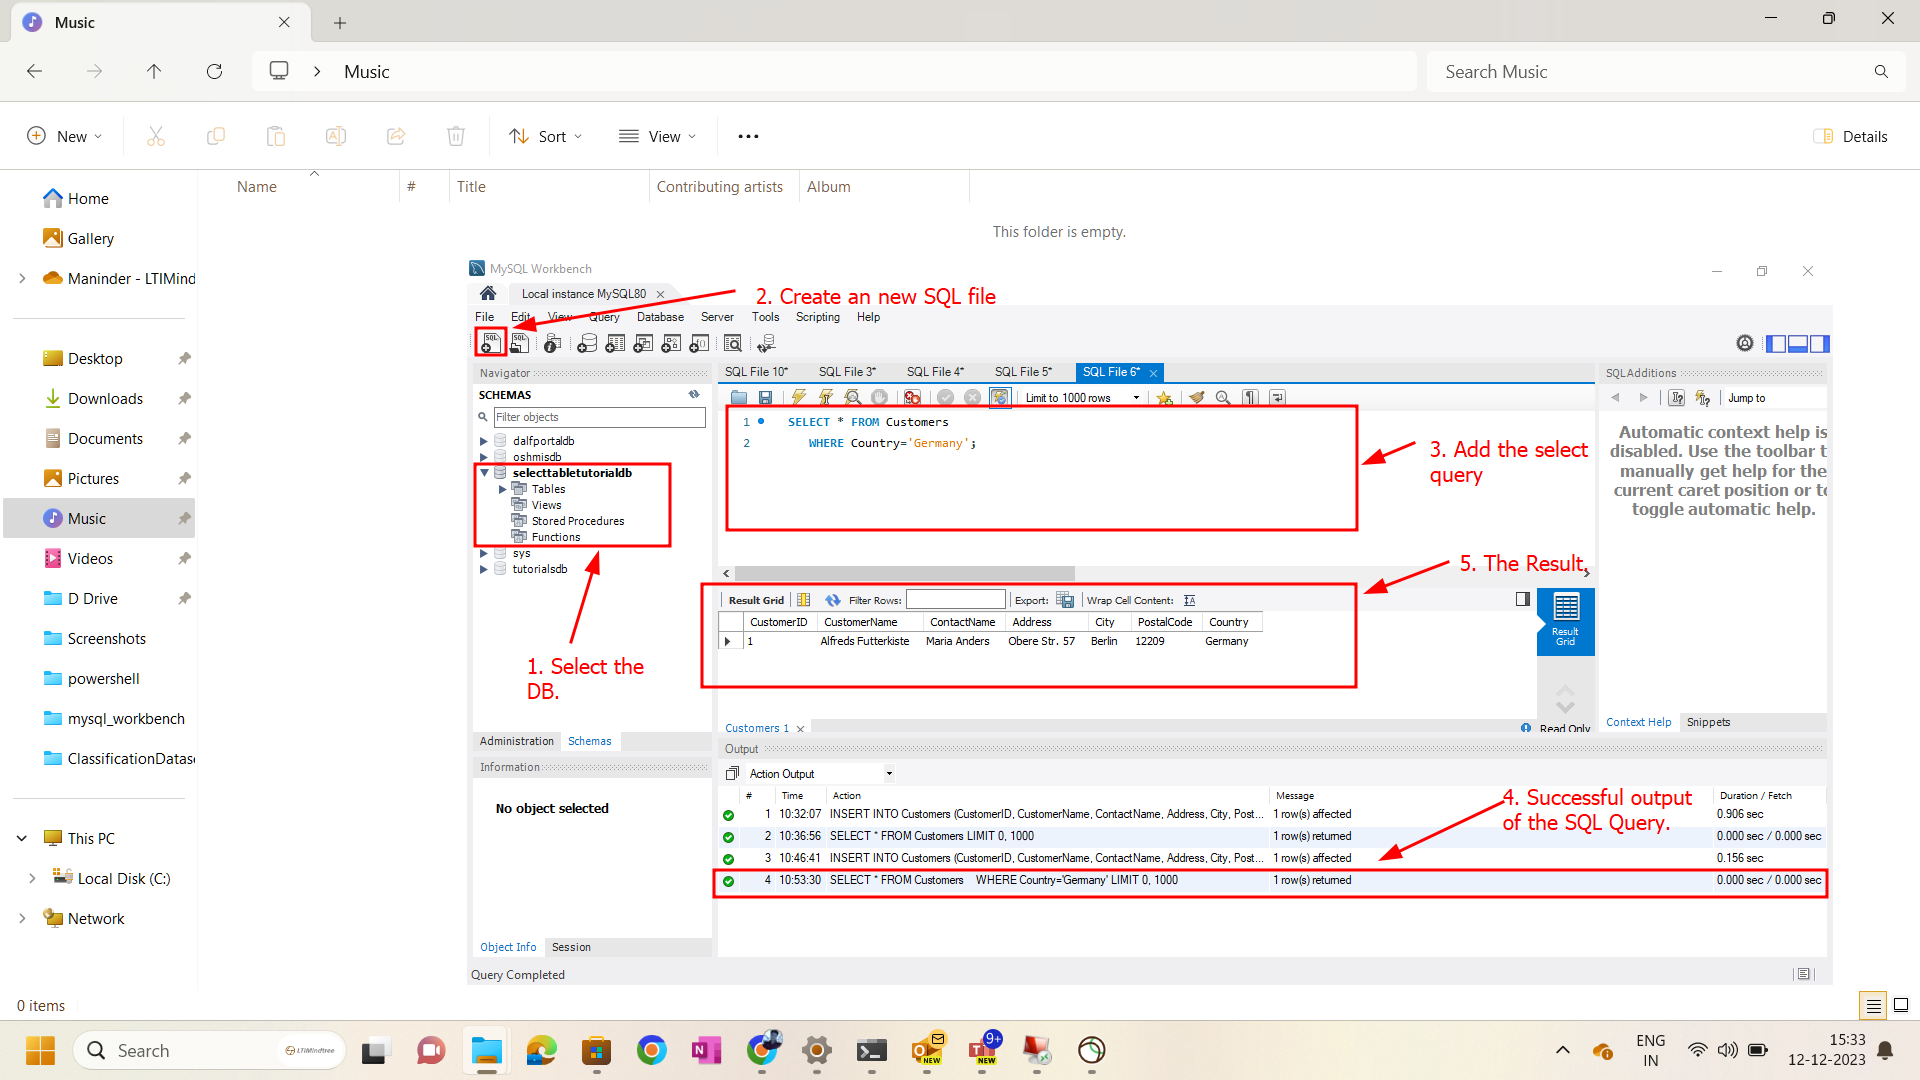 Music
Music
Search Music
New
Sort
View
Details
Name
#
Title
Contributing artists
Album
This folder is empty.
Home
Gallery
Maninder - LTIMind
Desktop
Downloads
Documents
Pictures
Music
Videos
D Drive
Screenshots
powershell
mysql_workbench
ClassificationDatase
This PC
Local Disk (C:)
Network
0 items
MySQL Workbench
Local instance MySQL80
2. Create an new SQL file
File Edit View Query Database Server Tools Scripting Help
Navigator
SCHEMAS
Filter objects
dalfportaldb
oshmisdb
selecttabletutorialdb
Tables
Views
Stored Procedures
Functions
sys
tutorialsdb
1. Select the
DB.
Administration Schemas
Information
No object selected
Object Info Session
Query Completed
SQL File 10* SQL File 3* SQL File 4* SQL File 5* SQL File 6*
Limit to 1000 rows
1 SELECT * FROM Customers
2 WHERE Country='Germany';
3. Add the select
query
5. The Result.
Result Grid Filter Rows: Export: Wrap Cell Content:
CustomerID CustomerName ContactName Address City PostalCode Country
1 Alfreds Futterkiste Maria Anders Obere Str. 57 Berlin 12209 Germany
Result
Grid
Customers 1
Read Only
SQLAdditions
Jump to
Automatic context help is
disabled. Use the toolbar t
manually get help for the
current caret position or to
toggle automatic help.
Context Help Snippets
Output
Action Output
# Time Action Message Duration / Fetch
1 10:32:07 INSERT INTO Customers (CustomerID, CustomerName, ContactName, Address, City, Post... 1 row(s) affected 0.906 sec
2 10:36:56 SELECT * FROM Customers LIMIT 0, 1000 1 row(s) returned 0.000 sec / 0.000 sec
3 10:46:41 INSERT INTO Customers (CustomerID, CustomerName, ContactName, Address, City, Post... 1 row(s) affected 0.156 sec
4 10:53:30 SELECT * FROM Customers WHERE Country='Germany' LIMIT 0, 1000 1 row(s) returned 0.000 sec / 0.000 sec
4. Successful output
of the SQL Query.
Search
LTIMindtree
NEW
9+
NEW
ENG
IN
15:33
12-12-2023